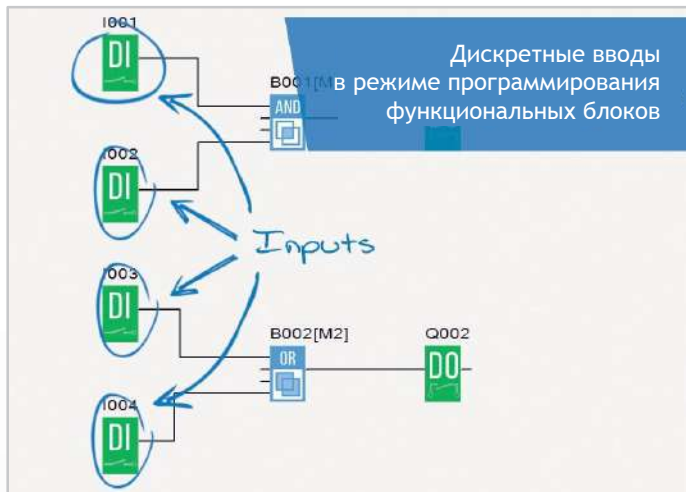 I001
DI
Дискретные вводы
в режиме программирования
функциональных блоков
B001[M
AND
I002
DI
Inputs
I003
DI
B002[M2]
OR
Q002
DO
I004
DI